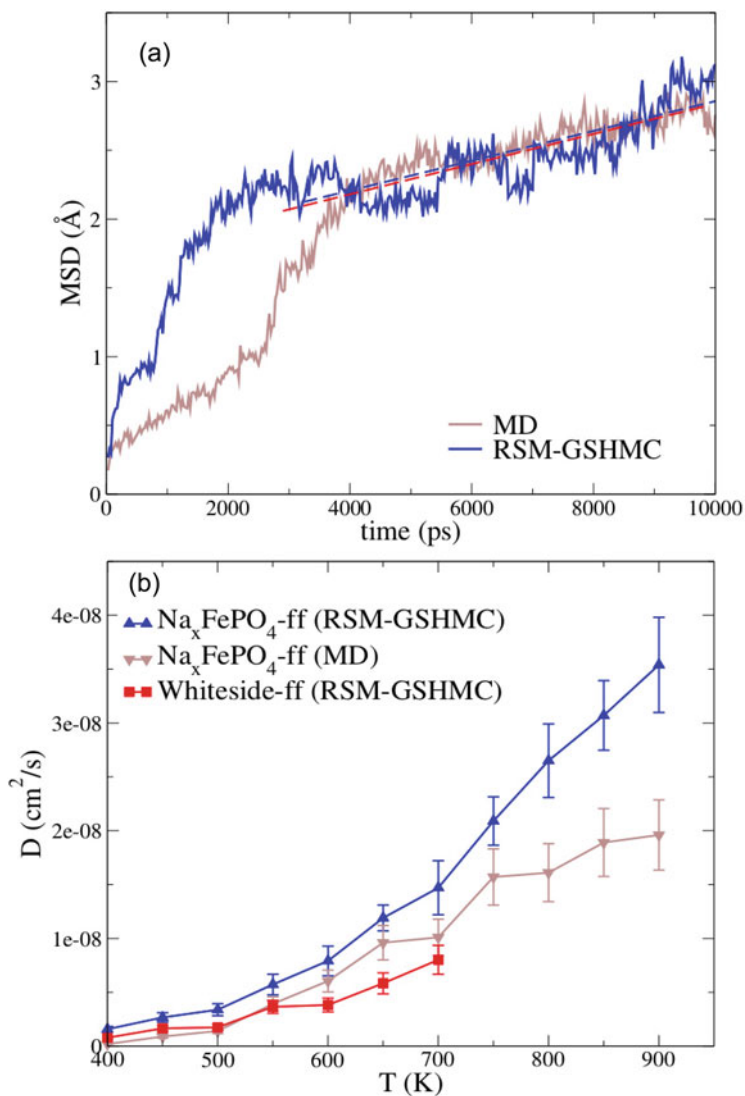 (a)
3
2
1
0
MSD (Å)
MD
RSM-GSHMC
0 2000 4000 6000 8000 10000
time (ps)
(b)
4e-08
3e-08
2e-08
1e-08
0
D (cm²/s)
NaₓFePO₄-ff (RSM-GSHMC)
NaₓFePO₄-ff (MD)
Whiteside-ff (RSM-GSHMC)
400 500 600 700 800 900
T (K)